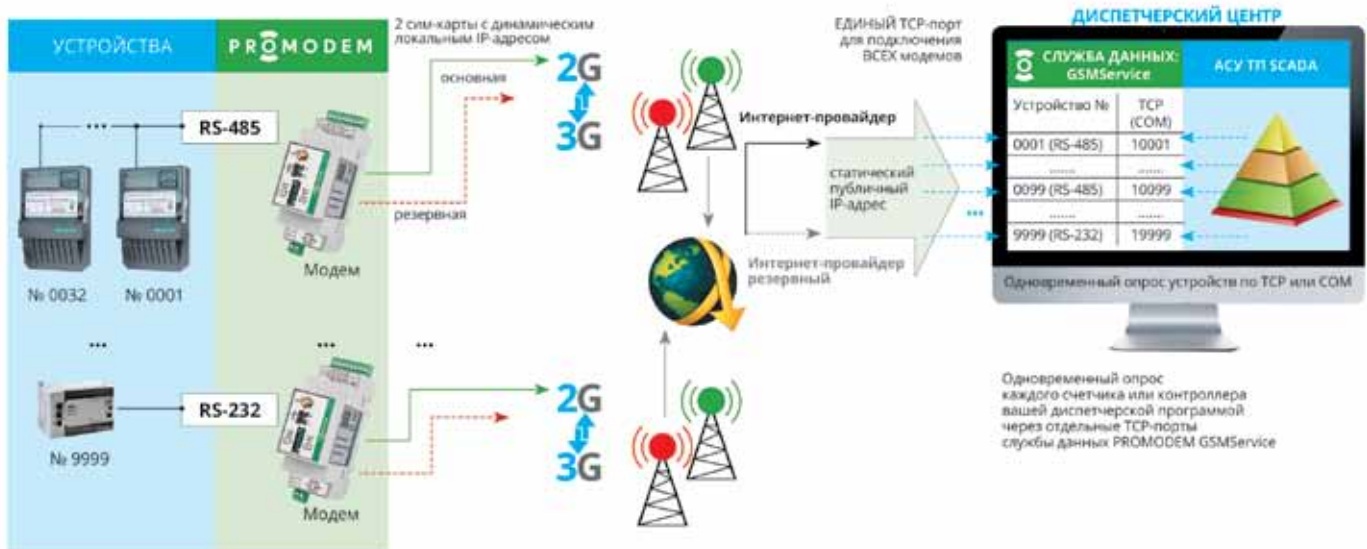 УСТРОЙСТВА
PROMODEM
2 сим-карты с динамическим
локальным IP-адресом
основная
резервная
RS-485
Модем
№ 0032
№ 0001
...
2G
3G
ЕДИНЫЙ TCP-порт
для подключения
ВСЕХ модемов
Интернет-провайдер
статический
публичный
IP-адрес
Интернет-провайдер
резервный
...
ДИСПЕТЧЕРСКИЙ ЦЕНТР
СЛУЖБА ДАННЫХ:
GSMService
АСУ ТП SCADA
Устройство № TCP
(COM)
0001 (RS-485) 10001
....... ......
0099 (RS-485) 10099
....... ......
9999 (RS-232) 19999
Одновременный опрос устройств по TCP или COM
... ... ...
RS-232
№ 9999
Модем
2G
3G
Одновременный опрос
каждого счетчика или контроллера
вашей диспетчерской программой
через отдельные TCP-порты
службы данных PROMODEM GSMService